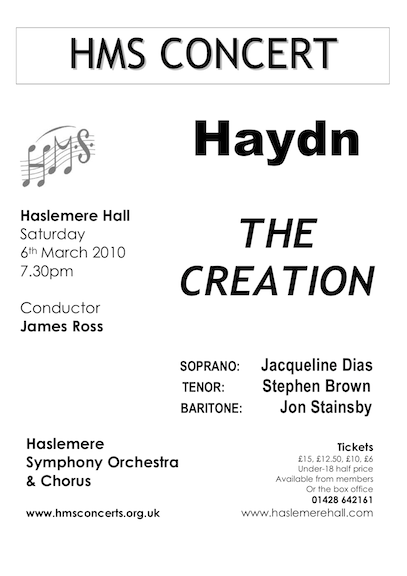 HMS CONCERT
H.M.S.
Haydn
Haslemere Hall
Saturday
6th March 2010
7.30pm
THE
CREATION
Conductor
James Ross
SOPRANO: Jacqueline Dias
TENOR: Stephen Brown
BARITONE: Jon Stainsby
Haslemere
Symphony Orchestra
& Chorus
www.hmsconcerts.org.uk
Tickets
£15, £12.50, £10, £6
Under-18 half price
Available from members
Or the box office
01428 642161
www.haslemerehall.com